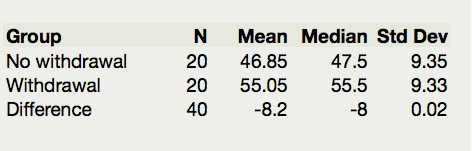 Group N Mean Median Std Dev
No withdrawal 20 46.85 47.5 9.35
Withdrawal 20 55.05 55.5 9.33
Difference 40 -8.2 -8 0.02